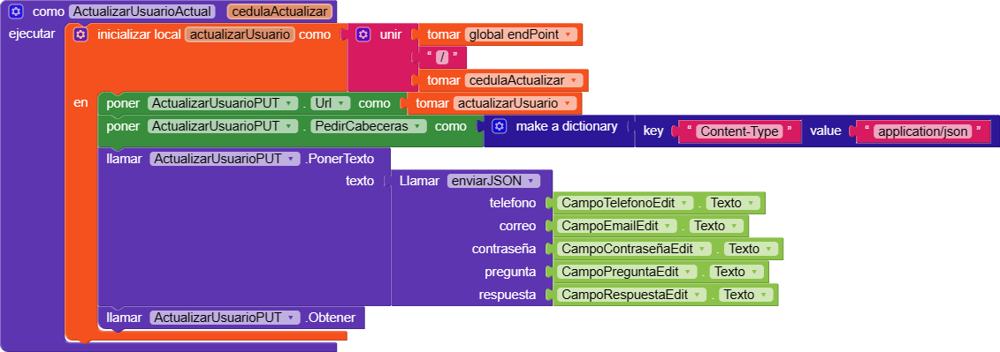 como ActualizarUsuarioActual cedulaActualizar
ejecutar inicializar local actualizarUsuario como unir tomar global endPoint
“ / ”
tomar cedulaActualizar
en poner ActualizarUsuarioPUT . Url como tomar actualizarUsuario
poner ActualizarUsuarioPUT . PedirCabeceras como make a dictionary key “ Content-Type ” value “ application/json ”
llamar ActualizarUsuarioPUT .PonerTexto
texto Llamar enviarJSON
telefono CampoTelefonoEdit . Texto
correo CampoEmailEdit . Texto
contraseña CampoContraseñaEdit . Texto
pregunta CampoPreguntaEdit . Texto
respuesta CampoRespuestaEdit . Texto
llamar ActualizarUsuarioPUT .Obtener